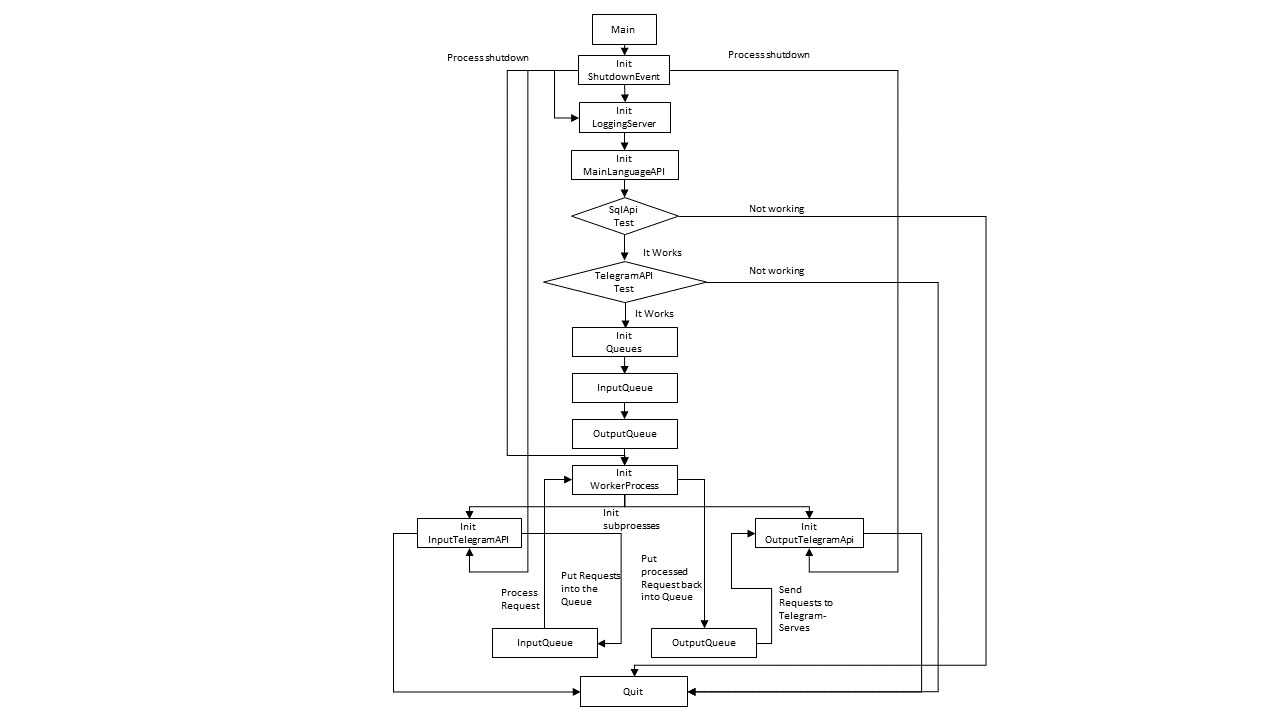 Main
Process shutdown
Process shutdown
Init
ShutdownEvent
Init
LoggingServer
Init
MainLanguageAPI
SqlApi
Test
Not working
It Works
TelegramAPI
Test
Not working
It Works
Init
Queues
InputQueue
OutputQueue
Init
WorkerProcess
Init
subproesses
Init
InputTelegramAPI
Init
OutputTelegramApi
Process
Request
Put Requests
into the
Queue
Put
processed
Request back
into Queue
Send
Requests to
Telegram-
Serves
InputQueue
OutputQueue
Quit